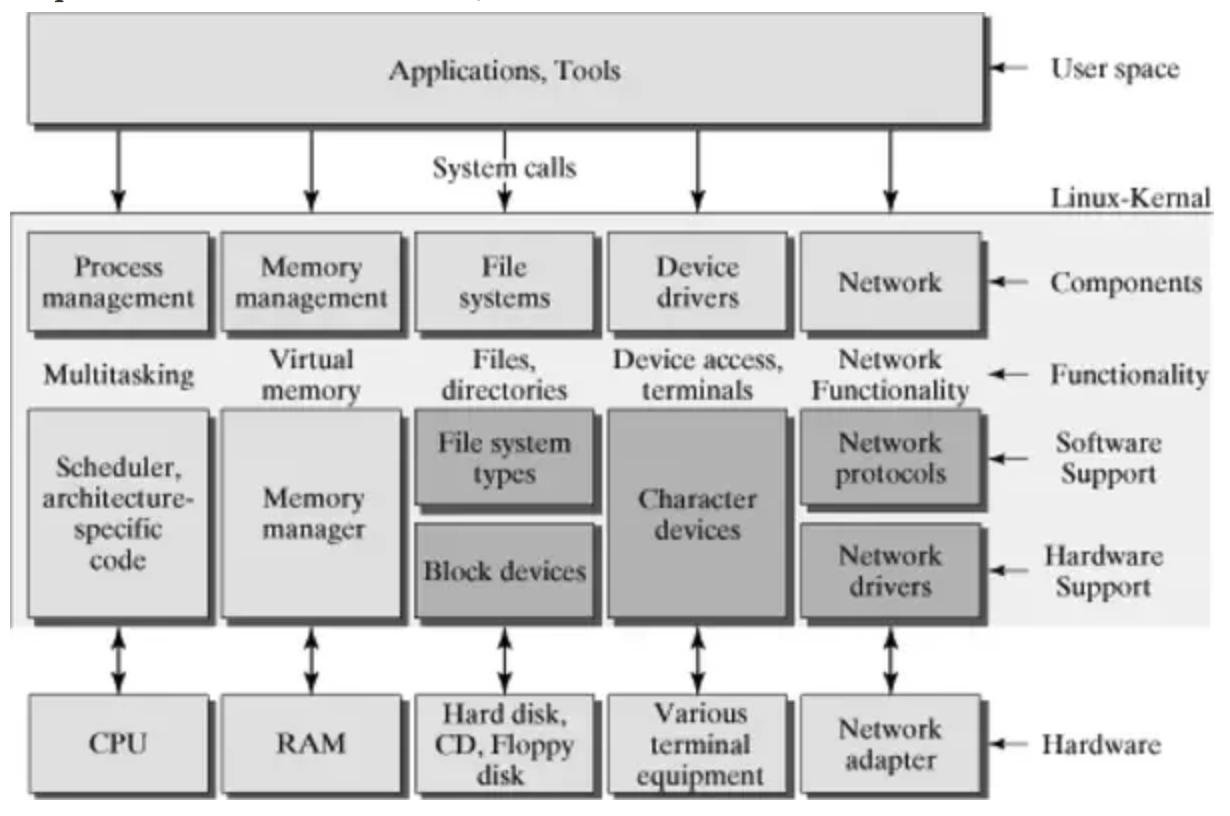 Applications, Tools
User space
System calls
Linux-Kernal
Process
management
Memory
management
File
systems
Device
drivers
Network
Components
Multitasking
Virtual
memory
Files,
directories
Device access,
terminals
Network
Functionality
Functionality
Scheduler,
architecture-
specific
code
Memory
manager
File system
types
Block devices
Character
devices
Network
protocols
Network
drivers
Software
Support
Hardware
Support
CPU
RAM
Hard disk,
CD, Floppy
disk
Various
terminal
equipment
Network
adapter
Hardware